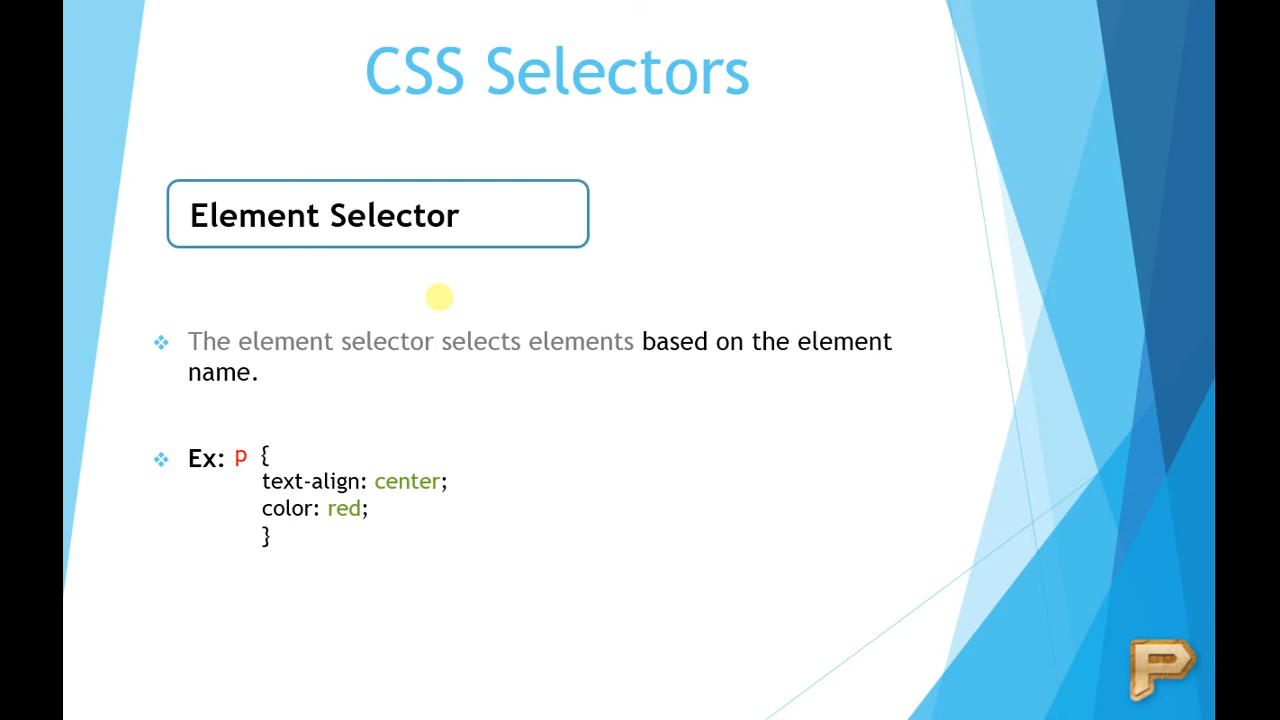 CSS Selectors
Element Selector
The element selector selects elements based on the element
name.
Ex: p {
text-align: center;
color: red;
}
P